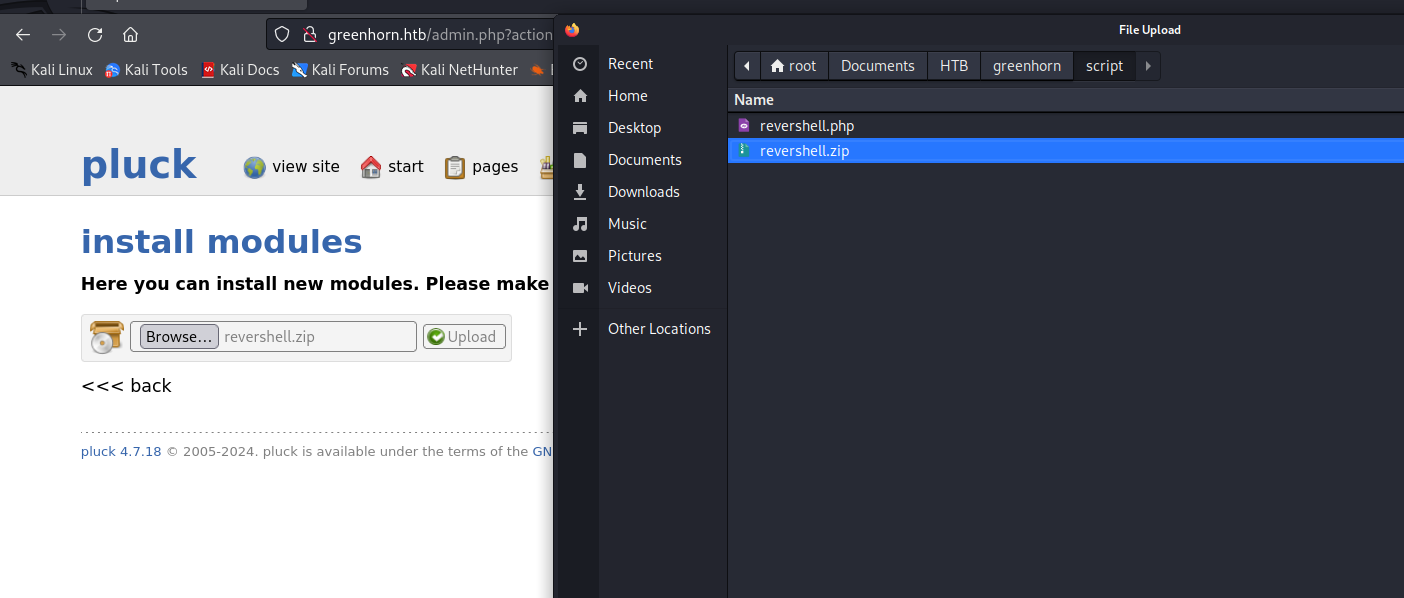 greenhorn.htb/admin.php?action
Kali Linux Kali Tools Kali Docs Kali Forums Kali NetHunter
pluck view site start pages
install modules
Here you can install new modules. Please make
Browse... revershell.zip Upload
<<< back
pluck 4.7.18 © 2005-2024. pluck is available under the terms of the GN
File Upload
root Documents HTB greenhorn script
Recent
Home
Desktop
Documents
Downloads
Music
Pictures
Videos
Other Locations
Name
revershell.php
revershell.zip